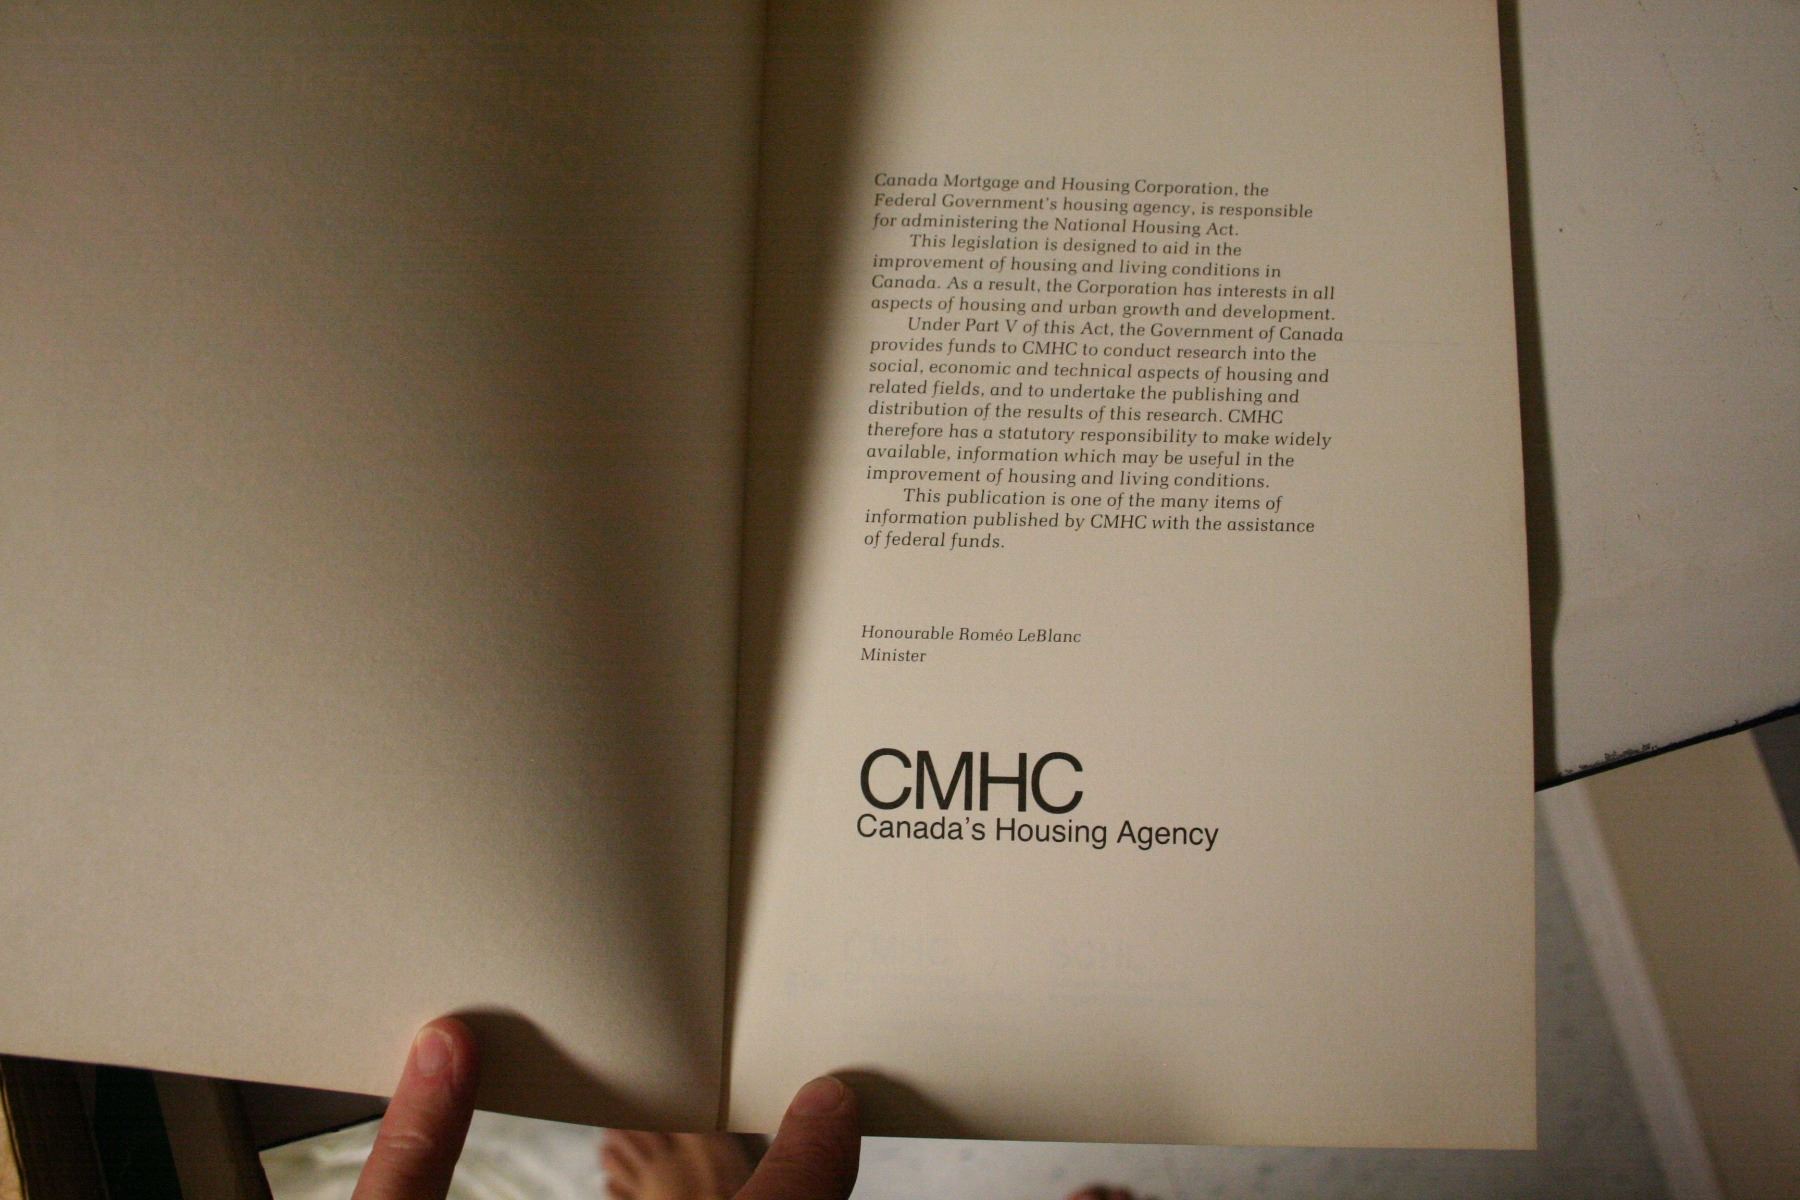 Canada Mortgage and Housing Corporation, the
Federal Government's housing agency, is responsible
for administering the National Housing Act.
This legislation is designed to aid in the
improvement of housing and living conditions in
Canada. As a result, the Corporation has interests in all
aspects of housing and urban growth and development.
Under Part V of this Act, the Government of Canada
provides funds to CMHC to conduct research into the
social, economic and technical aspects of housing and
related fields, and to undertake the publishing and
distribution of the results of this research. CMHC
therefore has a statutory responsibility to make widely
available, information which may be useful in the
improvement of housing and living conditions.
This publication is one of the many items of
information published by CMHC with the assistance
of federal funds.
Honourable Roméo LeBlanc
Minister
CMHC
Canada's Housing Agency